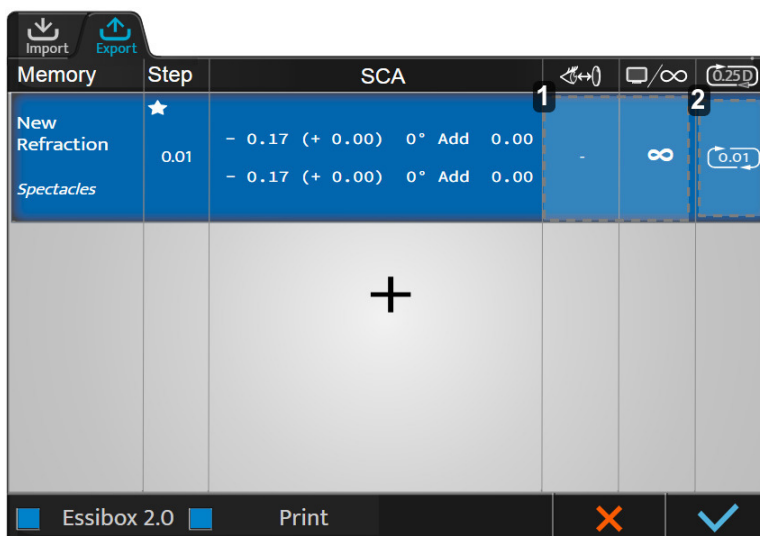 Import Export
Memory Step SCA 0.25D
1 2
New
Refraction
Spectacles
0.01
- 0.17 (+ 0.00) 0° Add 0.00
- 0.17 (+ 0.00) 0° Add 0.00
- ∞ 0.01
Essibox 2.0 Print